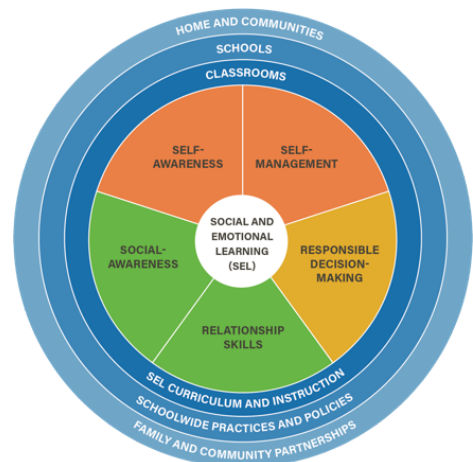 HOME AND COMMUNITIES
SCHOOLS
CLASSROOMS
SELF-
AWARENESS
SELF-
MANAGEMENT
SOCIAL AND
EMOTIONAL
LEARNING
(SEL)
SOCIAL-
AWARENESS
RESPONSIBLE
DECISION-
MAKING
RELATIONSHIP
SKILLS
SEL CURRICULUM AND INSTRUCTION
SCHOOLWIDE PRACTICES AND POLICIES
FAMILY AND COMMUNITY PARTNERSHIPS